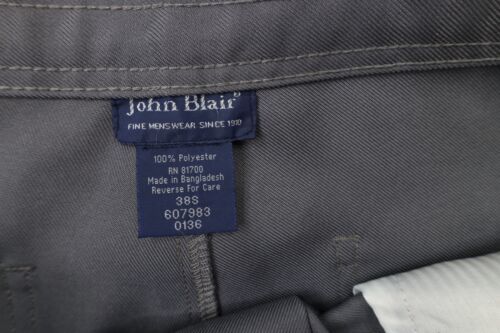 John Blair®
FINE MENSWEAR SINCE 1910
100% Polyester
RN 81700
Made in Bangladesh
Reverse For Care
38S
607983
0136